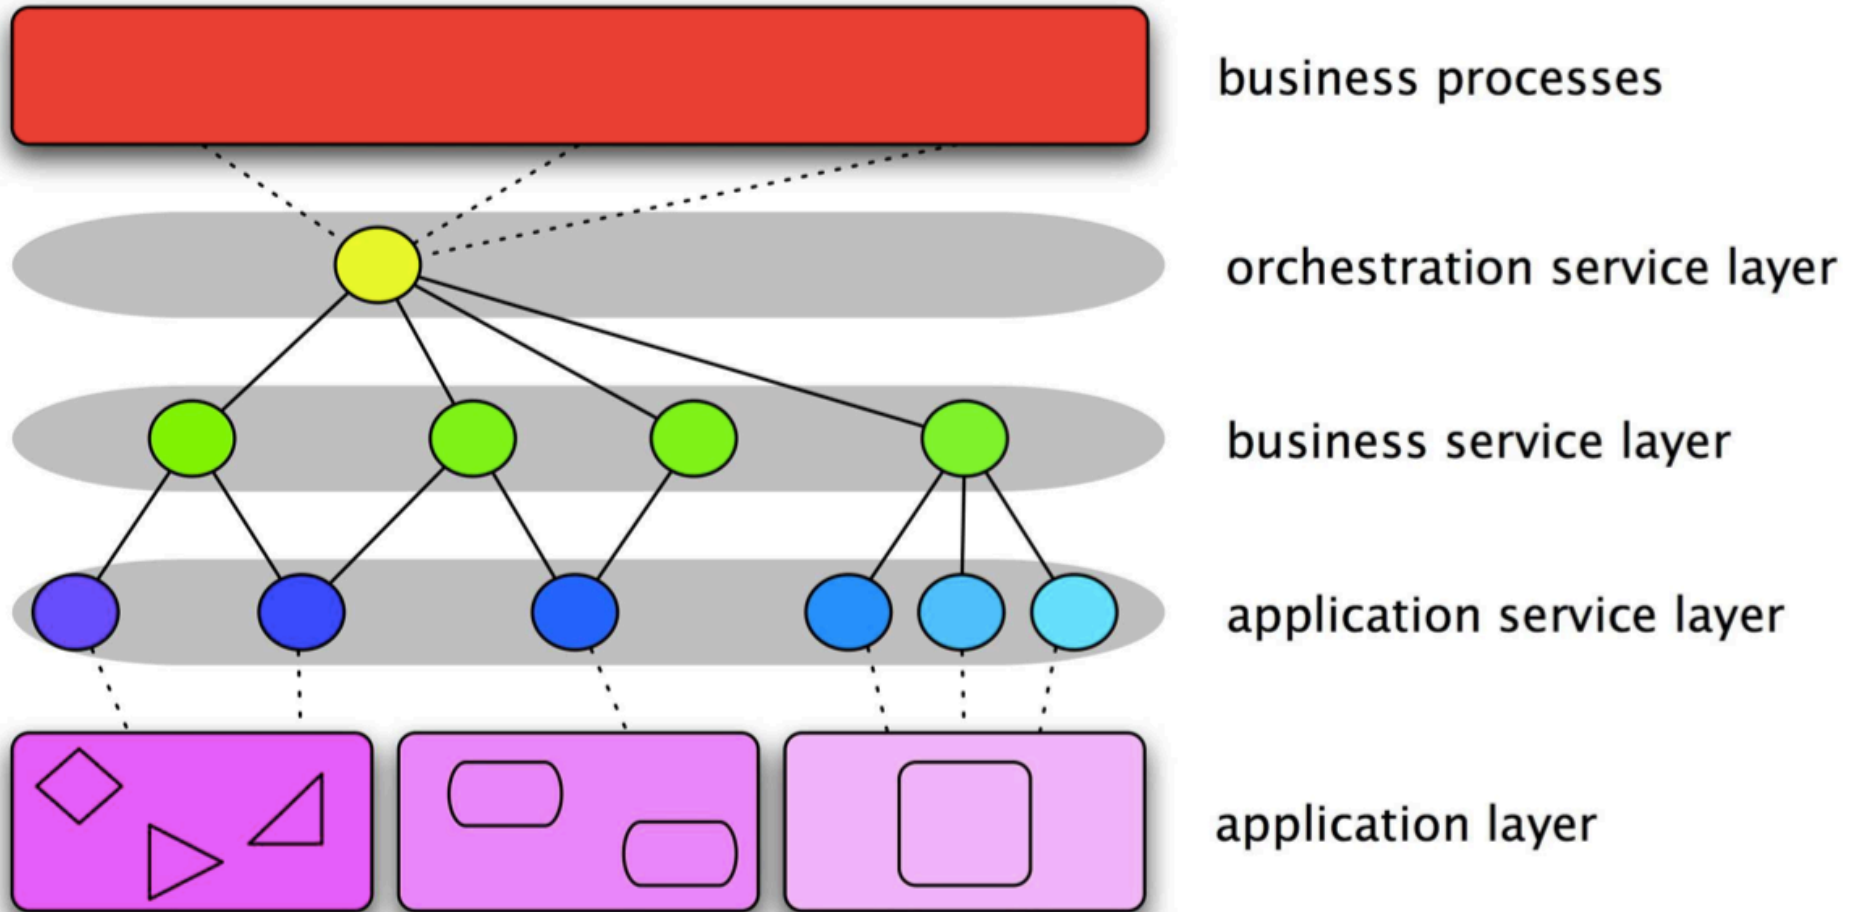 business processes
orchestration service layer
business service layer
application service layer
application layer